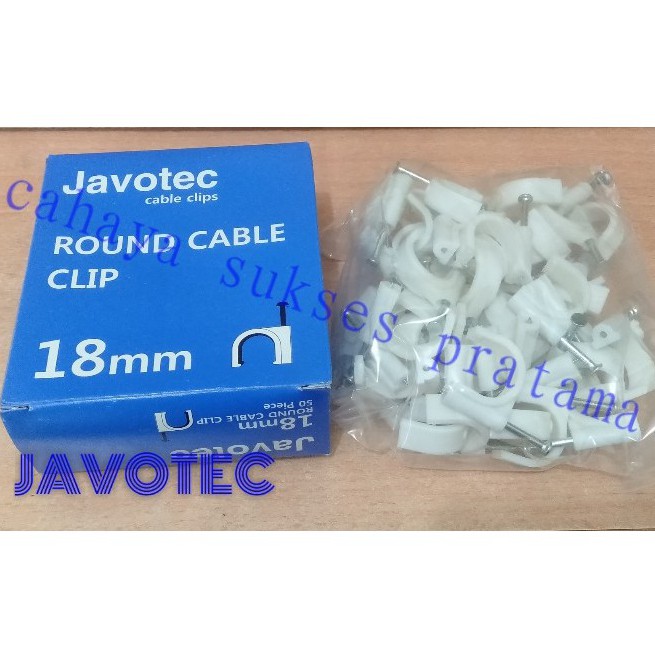 Javotec
cable clips
ROUND CABLE
CLIP
18mm
cahaya sukses pratama
Javotec
18mm
ROUND CABLE CLIP
50 Piece
JAVOTEC